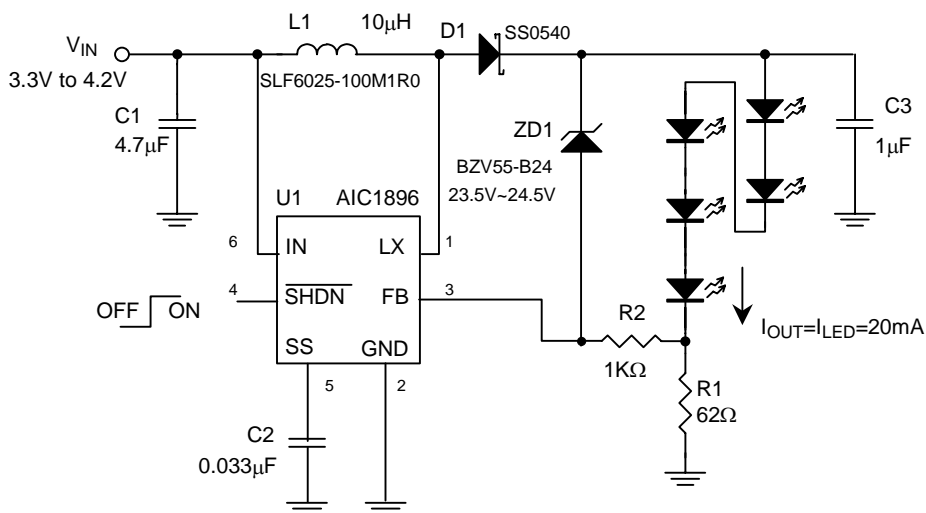 L1
10µH
D1
SS0540
VIN
3.3V to 4.2V
SLF6025-100M1R0
C1
4.7µF
ZD1
BZV55-B24
23.5V~24.5V
C3
1µF
U1
AIC1896
6
IN
LX
1
4
SHDN
FB
3
OFF
ON
R2
1KΩ
IOUT=ILED=20mA
SS
GND
5
2
R1
62Ω
C2
0.033µF